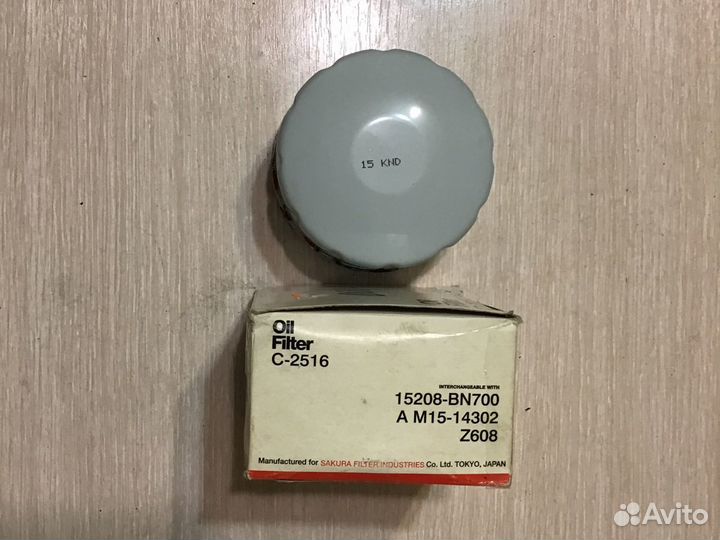 15 KND
Oil
Filter
C-2516
INTERCHANGEABLE WITH
15208-BN700
A M15-14302
Z608
Manufactured for SAKURA FILTER INDUSTRIES Co. Ltd. TOKYO, JAPAN
Avito